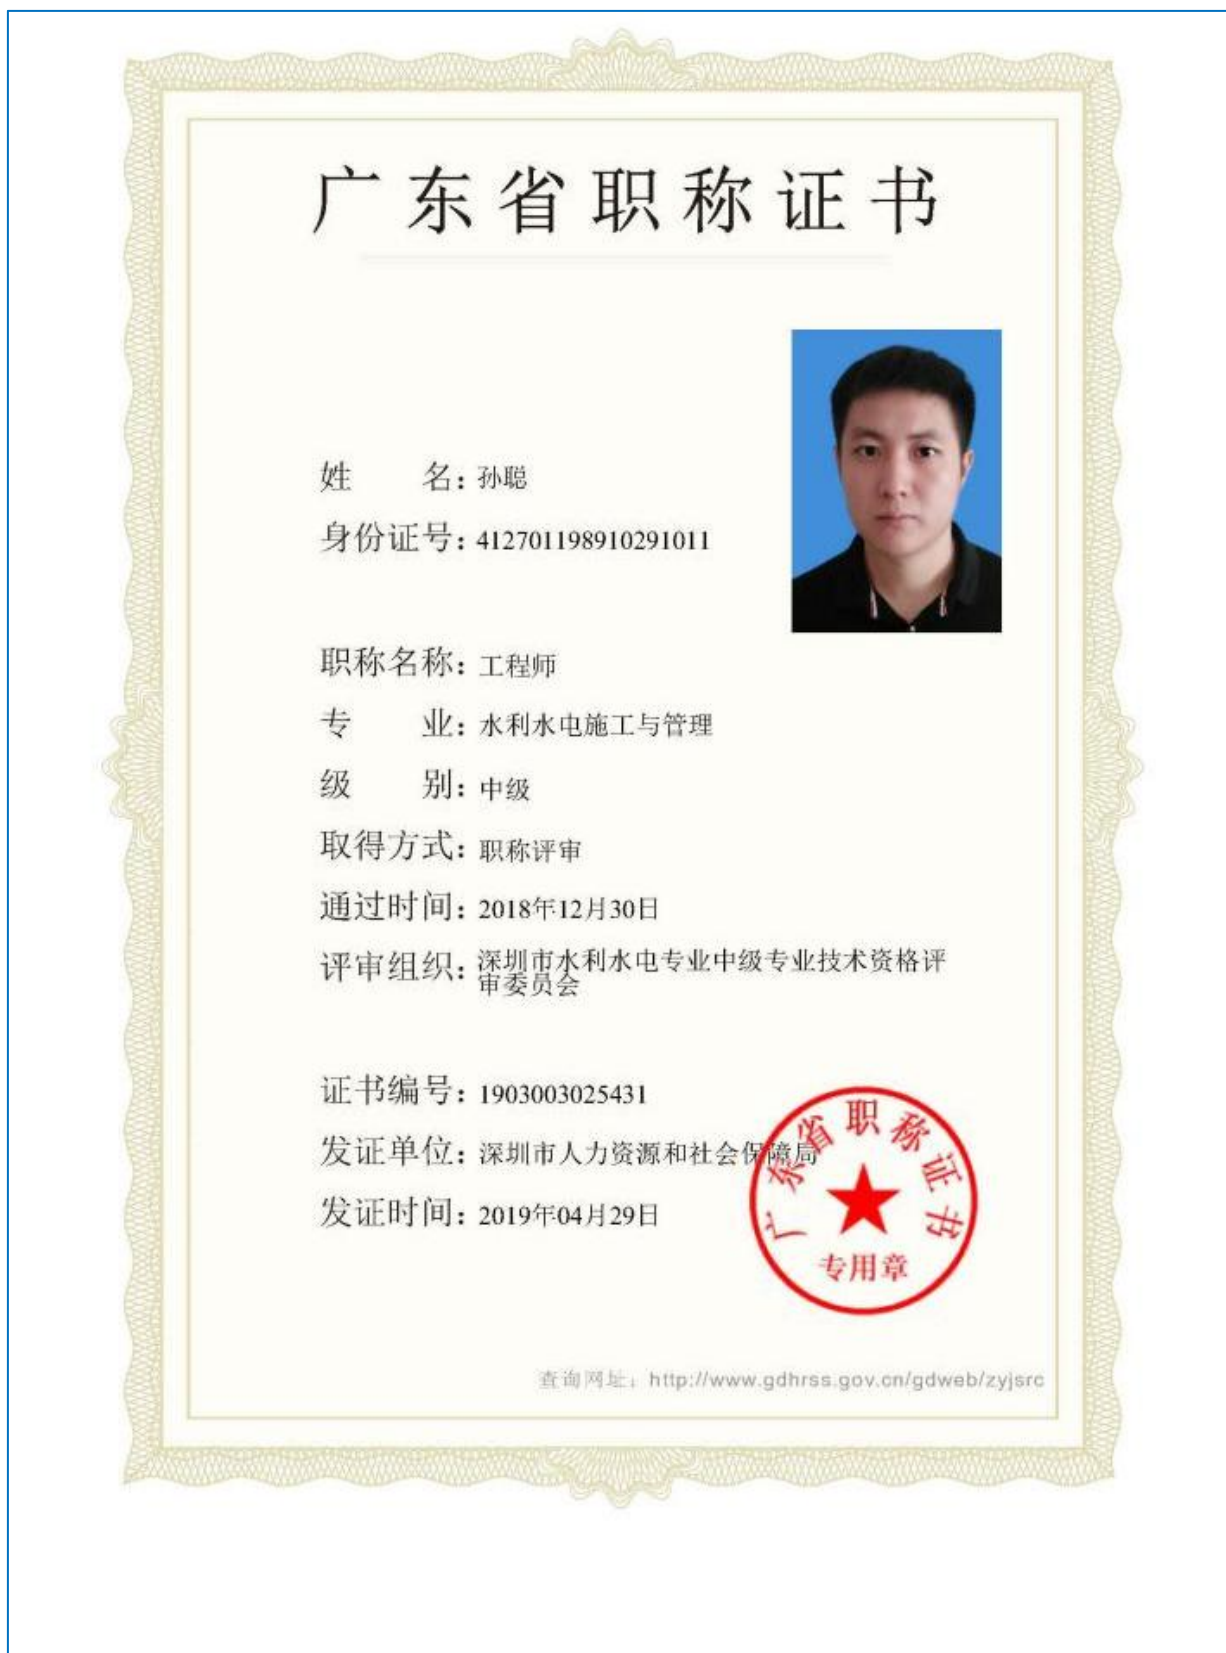 广东省职称证书
姓 名：孙聪
身份证号：412701198910291011
职称名称：工程师
专 业：水利水电施工与管理
级 别：中级
取得方式：职称评审
通过时间：2018年12月30日
评审组织：深圳市水利水电专业中级专业技术资格评
审委员会
证书编号：1903003025431
发证单位：深圳市人力资源和社会保障局
发证时间：2019年04月29日
广东省职称证书
专用章
查询网址：http://www.gdhrss.gov.cn/gdweb/zyjsrc